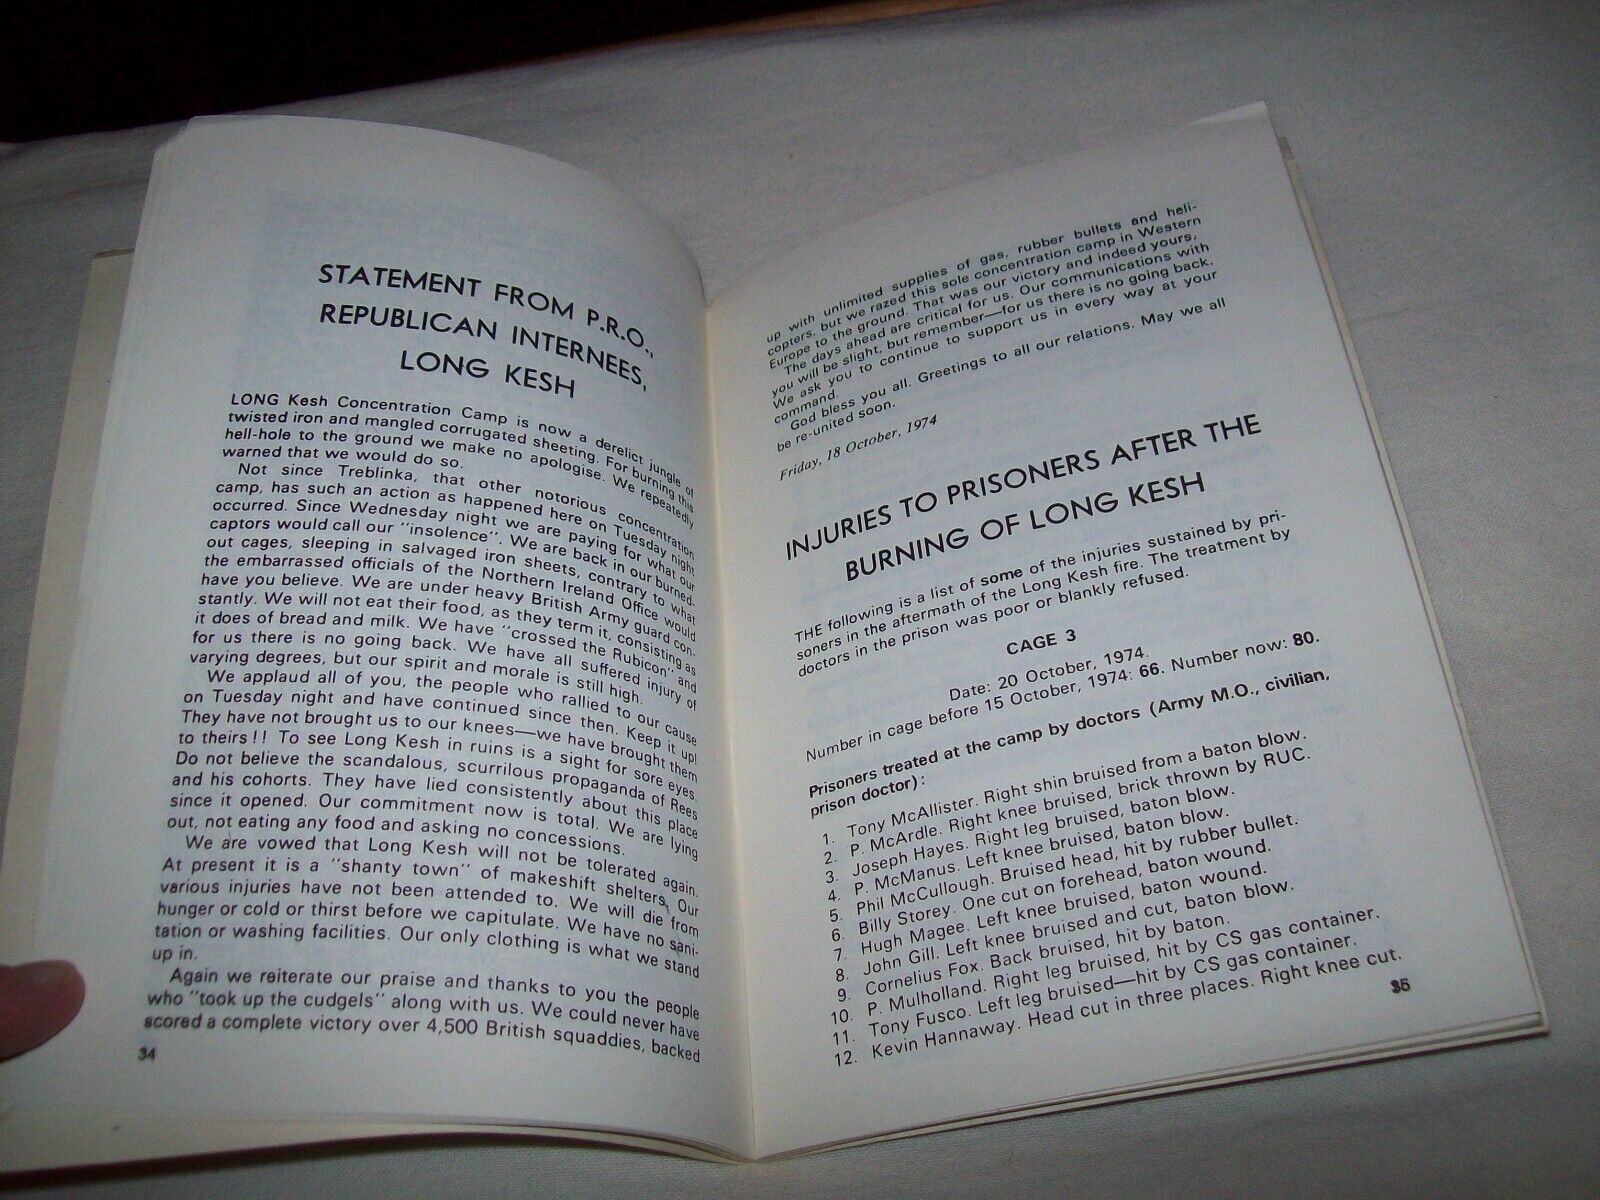 STATEMENT FROM P.R.O.,
REPUBLICAN INTERNEES,
LONG KESH
LONG Kesh Concentration Camp is now a derelict jungle of
twisted iron and mangled corrugated sheeting. For burning this
hell-hole to the ground we make no apologise. We repeatedly
warned that we would do so.
Not since Treblinka, that other notorious concentration
camp, has such an action as happened here on Tuesday night
occurred. Since Wednesday night we are paying for what our
captors would call our "insolence". We are back in our burned-
out cages, sleeping in salvaged iron sheets, contrary to what
the embarrassed officials of the Northern Ireland Office would
have you believe. We are under heavy British Army guard con-
stantly. We will not eat their food, as they term it, consisting as
it does of bread and milk. We have "crossed the Rubicon" and
for us there is no going back. We have all suffered injury of
varying degrees, but our spirit and morale is still high.
We applaud all of you, the people who rallied to our cause
on Tuesday night and have continued since then. Keep it up!
They have not brought us to our knees—we have brought them
to theirs!! To see Long Kesh in ruins is a sight for sore eyes.
Do not believe the scandalous, scurrilous propaganda of Rees
and his cohorts. They have lied consistently about this place
since it opened. Our commitment now is total. We are lying
out, not eating any food and asking no concessions.
We are vowed that Long Kesh will not be tolerated again.
At present it is a "shanty town" of makeshift shelters. Our
various injuries have not been attended to. We will die from
hunger or cold or thirst before we capitulate. We have no sani-
tation or washing facilities. Our only clothing is what we stand
up in.
Again we reiterate our praise and thanks to you the people
who "took up the cudgels" along with us. We could never have
scored a complete victory over 4,500 British squaddies, backed
34
up with unlimited supplies of gas, rubber bullets and heli-
copters, but we razed this sole concentration camp in Western
Europe to the ground. That was our victory and indeed yours.
The days ahead are critical for us. Our communications with
you will be slight, but remember—for us there is no going back.
We ask you to continue to support us in every way at your
command.
God bless you all. Greetings to all our relations. May we all
be re-united soon.
Friday, 18 October, 1974
INJURIES TO PRISONERS AFTER THE
BURNING OF LONG KESH
THE following is a list of some of the injuries sustained by pri-
soners in the aftermath of the Long Kesh fire. The treatment by
doctors in the prison was poor or blankly refused.
CAGE 3
Date: 20 October, 1974.
Number in cage before 15 October, 1974: 66. Number now: 80.
Prisoners treated at the camp by doctors (Army M.O., civilian,
prison doctor):
1. Tony McAllister. Right shin bruised from a baton blow.
2. P. McArdle. Right knee bruised, brick thrown by RUC.
3. Joseph Hayes. Right leg bruised, baton blow.
4. P. McManus. Left knee bruised, baton blow.
5. Phil McCullough. Bruised head, hit by rubber bullet.
6. Billy Storey. One cut on forehead, baton wound.
7. Hugh Magee. Left knee bruised, baton wound.
8. John Gill. Left knee bruised and cut, baton blow.
9. Cornelius Fox. Back bruised, hit by baton.
10. P. Mulholland. Right leg bruised, hit by CS gas container.
11. Tony Fusco. Left leg bruised—hit by CS gas container.
12. Kevin Hannaway. Head cut in three places. Right knee cut.
35